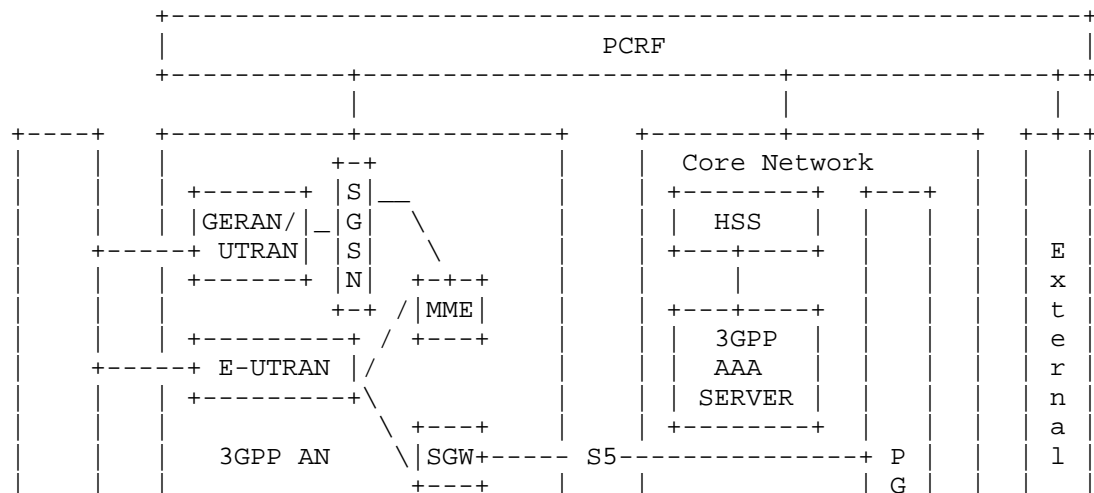 PCRF
Core Network
S
GERAN/ G HSS
UTRAN S E
N x
MME t
3GPP e
E-UTRAN AAA r
SERVER n
a
3GPP AN SGW S5 P l
G